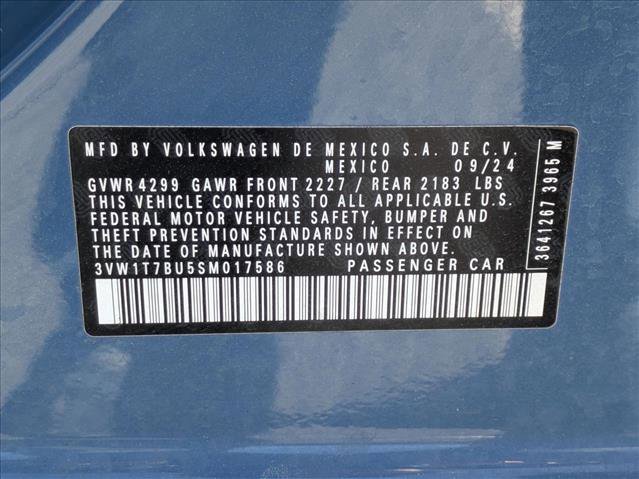 MFD BY VOLKSWAGEN DE MEXICO S.A. DE C.V.
MEXICO 09/24
GVWR 4299 GAWR FRONT 2227 / REAR 2183 LBS
THIS VEHICLE CONFORMS TO ALL APPLICABLE U.S.
FEDERAL MOTOR VEHICLE SAFETY, BUMPER AND
THEFT PREVENTION STANDARDS IN EFFECT ON
THE DATE OF MANUFACTURE SHOWN ABOVE.
3VW1T7BU5SM017586 PASSENGER CAR
3641267 3965 M